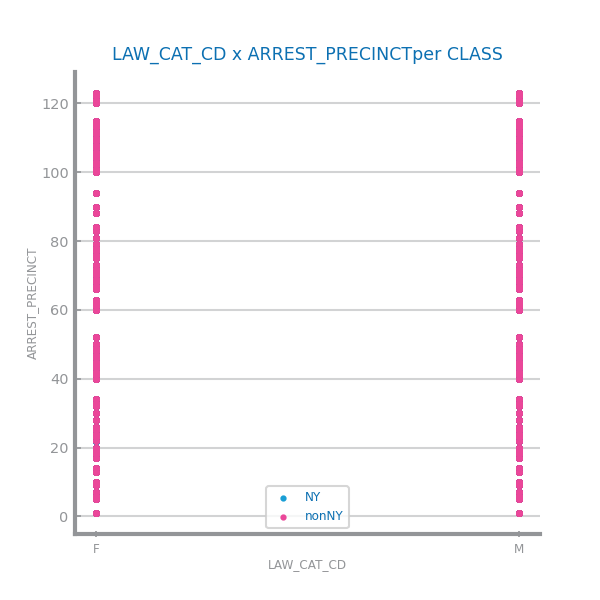 LAW_CAT_CD x ARREST_PRECINCTper CLASS
120
100
80
60
40
20
0
ARREST_PRECINCT
NY
nonNY
F
M
LAW_CAT_CD